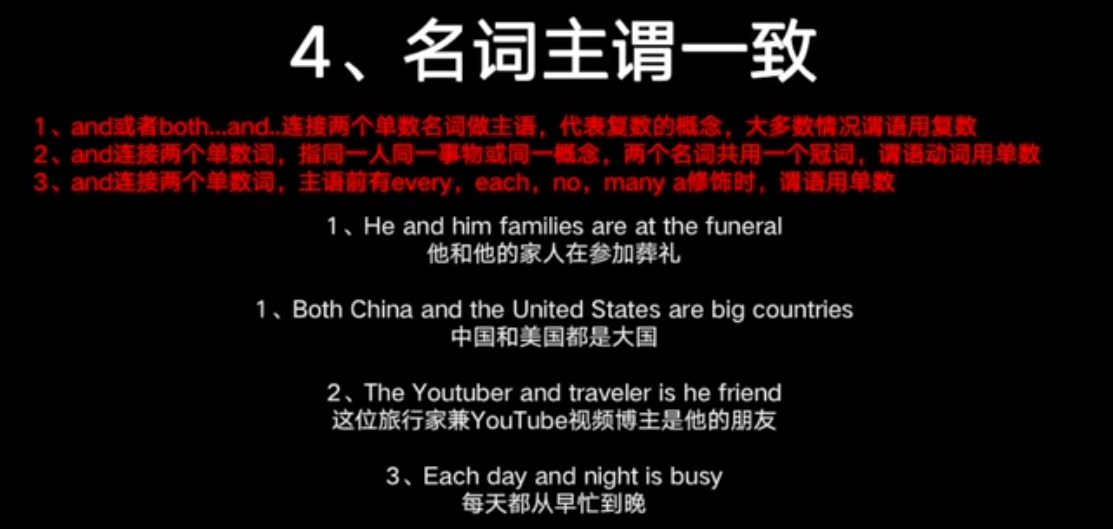 4、名词主谓一致
1、and或者both...and..连接两个单数名词做主语，代表复数的概念，大多数情况谓语用复数
2、and连接两个单数词，指同一人同一事物或同一概念，两个名词共用一个冠词，谓语动词用单数
3、and连接两个单数词，主语前有every，each，no，many a修饰时，谓语用单数
1、He and him families are at the funeral
他和他的家人在参加葬礼
1、Both China and the United States are big countries
中国和美国都是大国
2、The Youtuber and traveler is he friend
这位旅行家兼YouTube视频博主是他的朋友
3、Each day and night is busy
每天都从早忙到晚